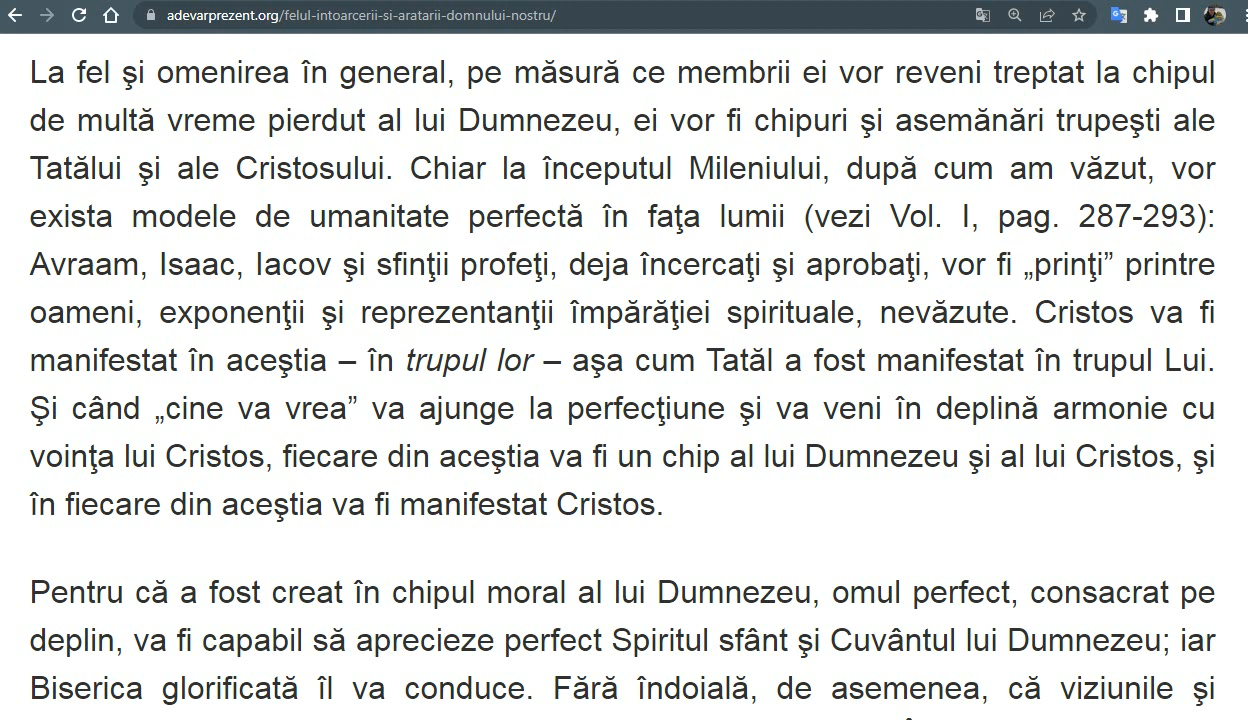 adevarprezent.org/felul-intoarcerii-si-aratarii-domnului-nostru/
La fel şi omenirea în general, pe măsură ce membrii ei vor reveni treptat la chipul
de multă vreme pierdut al lui Dumnezeu, ei vor fi chipuri şi asemănări trupeşti ale
Tatălui şi ale Cristosului. Chiar la începutul Mileniului, după cum am văzut, vor
exista modele de umanitate perfectă în faţa lumii (vezi Vol. I, pag. 287-293):
Avraam, Isaac, Iacov şi sfinţii profeţi, deja încercaţi şi aprobaţi, vor fi „prinţi” printre
oameni, exponenţii şi reprezentanţii împărăţiei spirituale, nevăzute. Cristos va fi
manifestat în aceştia – în trupul lor – aşa cum Tatăl a fost manifestat în trupul Lui.
Şi când „cine va vrea” va ajunge la perfecţiune şi va veni în deplină armonie cu
voinţa lui Cristos, fiecare din aceştia va fi un chip al lui Dumnezeu şi al lui Cristos, şi
în fiecare din aceştia va fi manifestat Cristos.
Pentru că a fost creat în chipul moral al lui Dumnezeu, omul perfect, consacrat pe
deplin, va fi capabil să aprecieze perfect Spiritul sfânt şi Cuvântul lui Dumnezeu; iar
Biserica glorificată îl va conduce. Fără îndoială, de asemenea, că viziunile şi